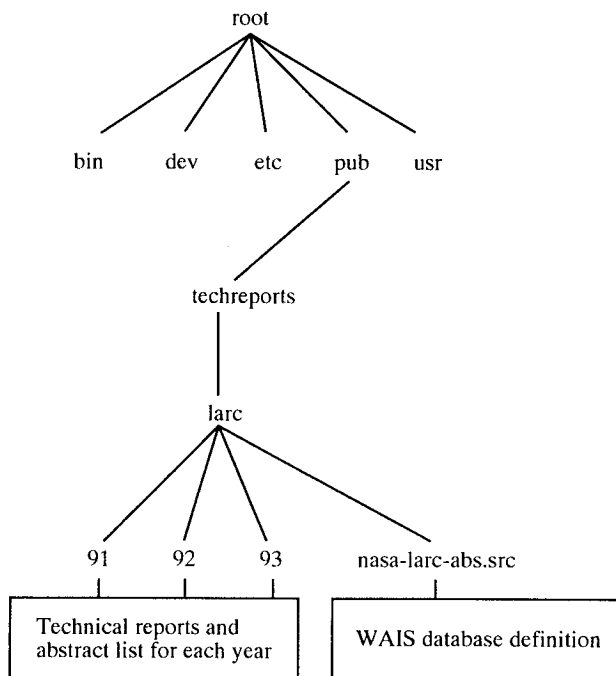 root
bin dev etc pub usr
techreports
larc
91 92 93 nasa-larc-abs.src
Technical reports and
abstract list for each year
WAIS database definition